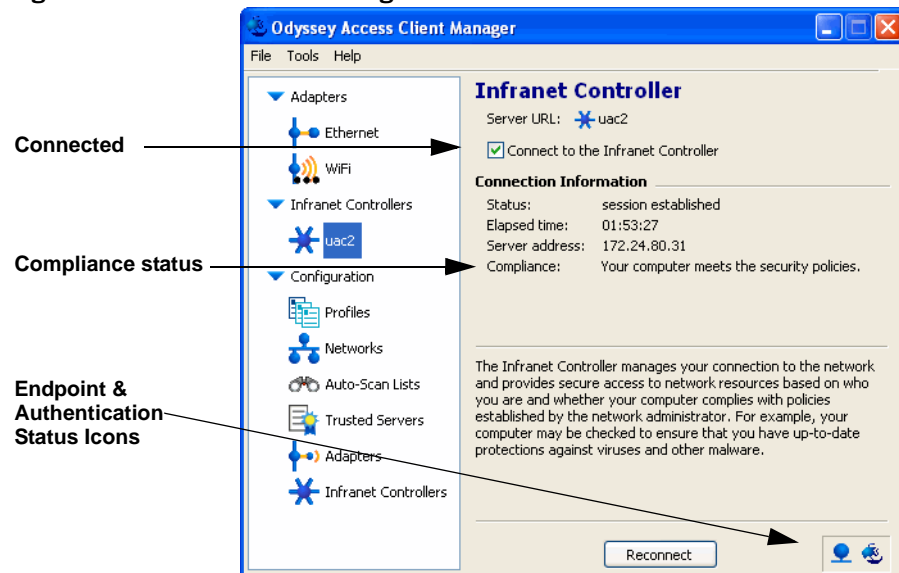 Odyssey Access Client Manager
File Tools Help
Adapters
Ethernet
WiFi
Infranet Controllers
uac2
Configuration
Profiles
Networks
Auto-Scan Lists
Trusted Servers
Adapters
Infranet Controllers
Infranet Controller
Server URL: uac2
Connect to the Infranet Controller
Connection Information
Status: session established
Elapsed time: 01:53:27
Server address: 172.24.80.31
Compliance: Your computer meets the security policies.
The Infranet Controller manages your connection to the network
and provides secure access to network resources based on who
you are and whether your computer complies with policies
established by the network administrator. For example, your
computer may be checked to ensure that you have up-to-date
protections against viruses and other malware.
Reconnect
Connected
Compliance status
Endpoint &
Authentication
Status Icons